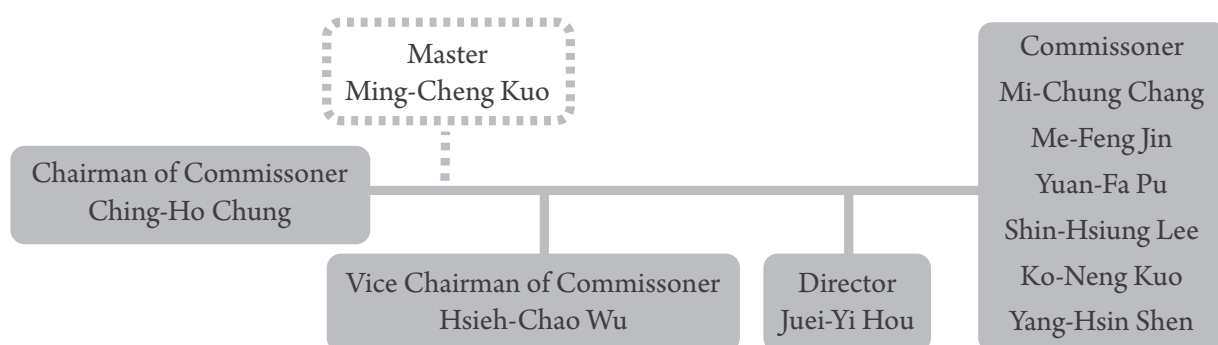 Master
Ming-Cheng Kuo
Chairman of Commissoner
Ching-Ho Chung
Vice Chairman of Commissoner
Hsieh-Chao Wu
Director
Juei-Yi Hou
Commissoner
Mi-Chung Chang
Me-Feng Jin
Yuan-Fa Pu
Shin-Hsiung Lee
Ko-Neng Kuo
Yang-Hsin Shen